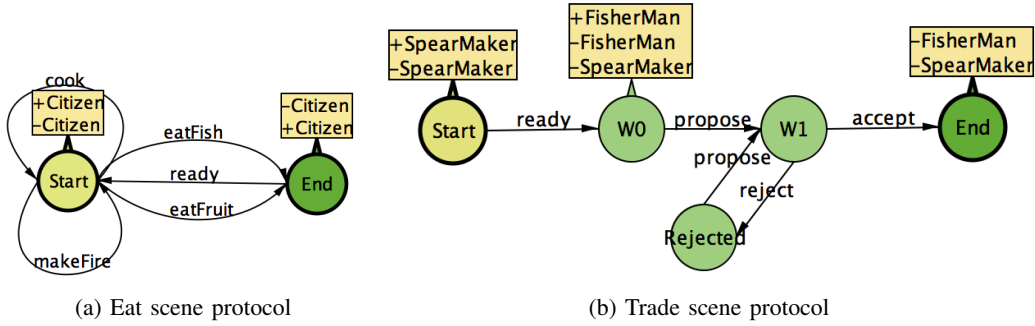 cook
+Citizen
−Citizen
Start
makeFire
eatFish
ready
eatFruit
−Citizen
+Citizen
End
(a) Eat scene protocol
+SpearMaker
−SpearMaker
Start
ready
+FisherMan
−FisherMan
−SpearMaker
W0
propose
W1
propose
reject
Rejected
accept
−FisherMan
−SpearMaker
End
(b) Trade scene protocol